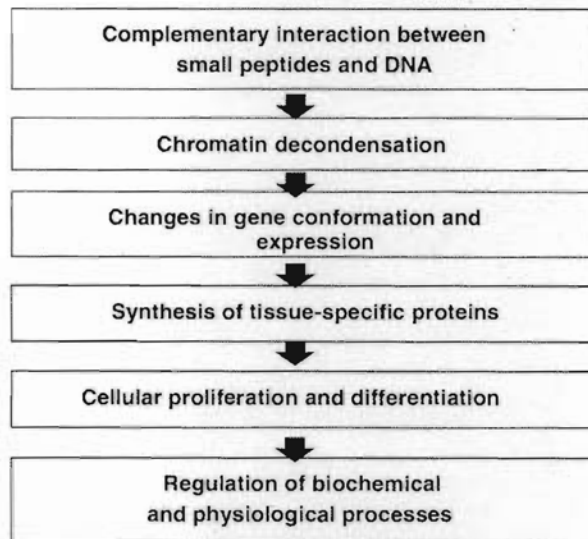 Complementary interaction between
small peptides and DNA
Chromatin decondensation
Changes in gene conformation and
expression
Synthesis of tissue-specific proteins
Cellular proliferation and differentiation
Regulation of biochemical
and physiological processes